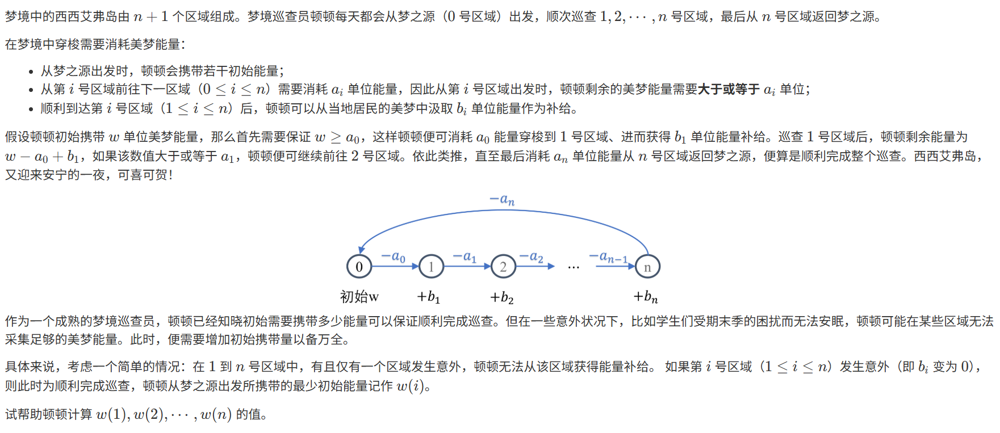 梦境中的西西艾弗岛由 n + 1 个区域组成。梦境巡查员顿顿每天都会从梦之源（0 号区域）出发，顺次巡查 1, 2, ⋯ , n 号区域，最后从 n 号区域返回梦之源。
在梦境中穿梭需要消耗美梦能量：
• 从梦之源出发时，顿顿会携带若干初始能量；
• 从第 i 号区域前往下一区域（0 ≤ i ≤ n）需要消耗 a_i 单位能量，因此从第 i 号区域出发时，顿顿剩余的美梦能量需要大于或等于 a_i 单位；
• 顺利到达第 i 号区域（1 ≤ i ≤ n）后，顿顿可以从当地居民的美梦中汲取 b_i 单位能量作为补给。
假设顿顿初始携带 w 单位美梦能量，那么首先需要保证 w ≥ a_0，这样顿顿便可消耗 a_0 能量穿梭到 1 号区域、进而获得 b_1 单位能量补给。巡查 1 号区域后，顿顿剩余能量为
w − a_0 + b_1，如果该数值大于或等于 a_1，顿顿便可继续前往 2 号区域。依此类推，直至最后消耗 a_n 单位能量从 n 号区域返回梦之源，便算是顺利完成整个巡查。西西艾弗岛，
又迎来安宁的一夜，可喜可贺！
−a_n
−a_0 −a_1 −a_2 −a_{n−1}
0 1 2 ... n
初始w +b_1 +b_2 +b_n
作为一个成熟的梦境巡查员，顿顿已经知晓初始需要携带多少能量可以保证顺利完成巡查。但在一些意外状况下，比如学生们受期末季的困扰而无法安眠，顿顿可能在某些区域无法
采集足够的美梦能量。此时，便需要增加初始携带量以备万全。
具体来说，考虑一个简单的情况：在 1 到 n 号区域中，有且仅有一个区域发生意外，顿顿无法从该区域获得能量补给。 如果第 i 号区域（1 ≤ i ≤ n）发生意外（即 b_i 变为 0），
则此时为顺利完成巡查，顿顿从梦之源出发所携带的最少初始能量记作 w(i)。
试帮助顿顿计算 w(1), w(2), ⋯ , w(n) 的值。